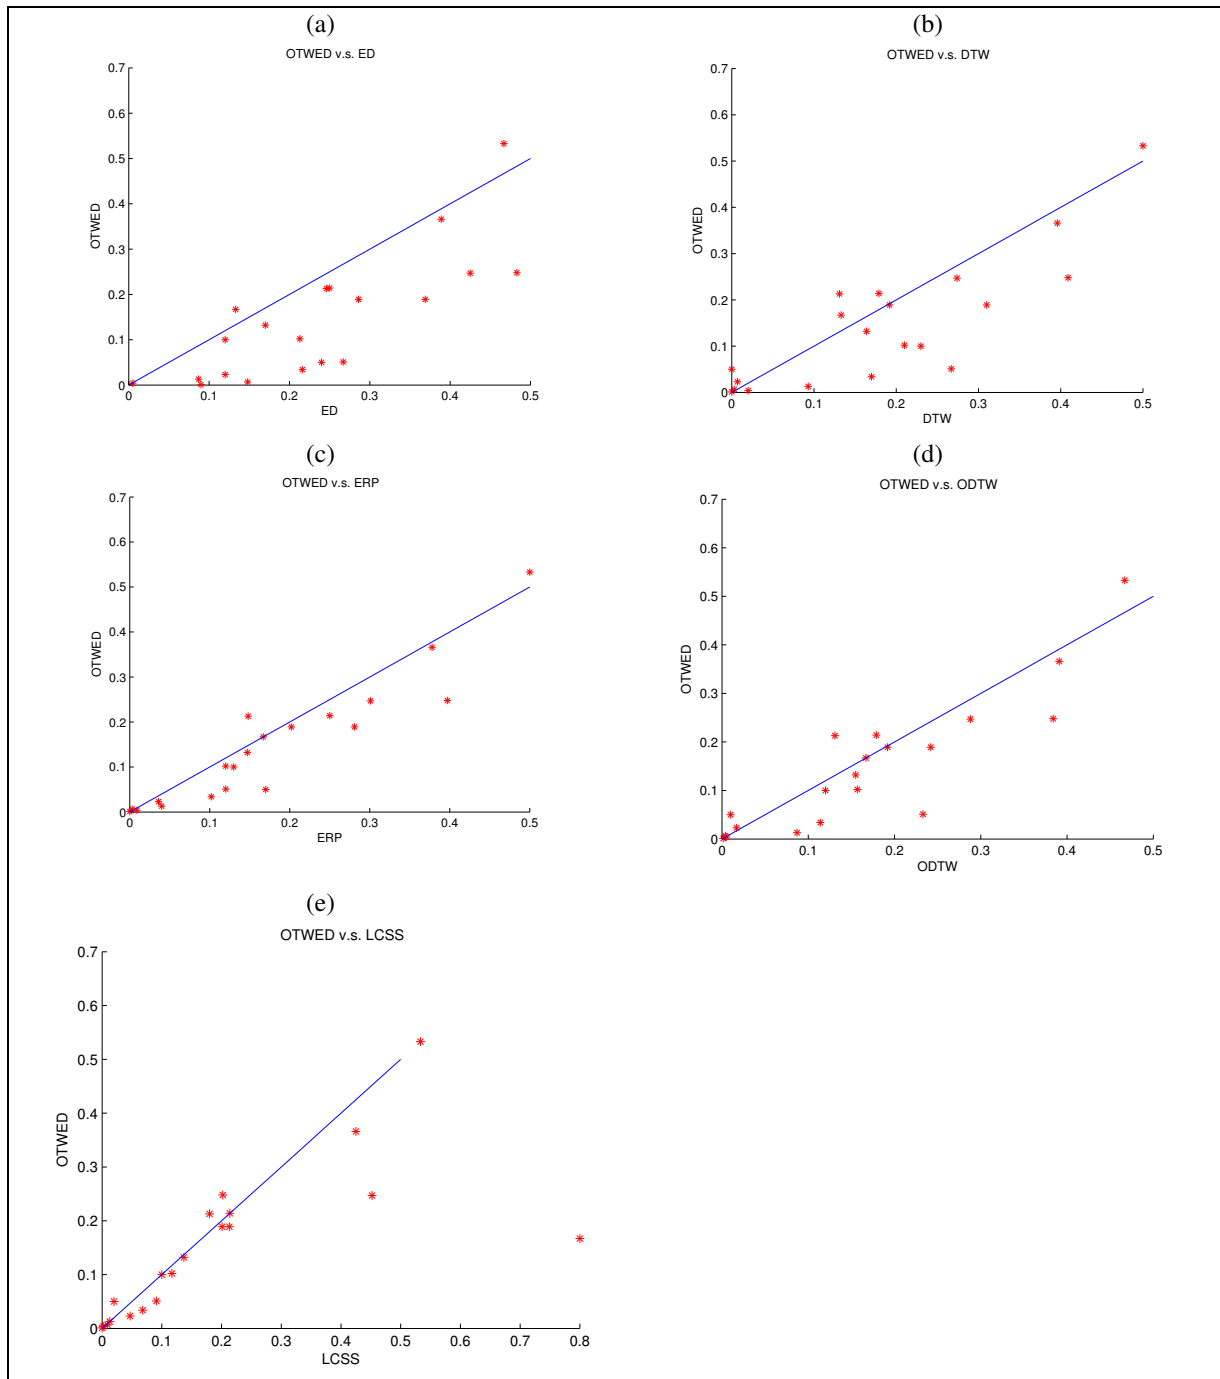 (a)
OTWED v.s. ED
0.7
0.6
0.5
0.4
0.3
0.2
0.1
0
OTWED
0.1 0.2 0.3 0.4 0.5
ED
(b)
OTWED v.s. DTW
0.7
0.6
0.5
0.4
0.3
0.2
0.1
0
OTWED
0 0.1 0.2 0.3 0.4 0.5
DTW
(c)
OTWED v.s. ERP
0.7
0.6
0.5
0.4
0.3
0.2
0.1
0
OTWED
0 0.1 0.2 0.3 0.4 0.5
ERP
(d)
OTWED v.s. ODTW
0.7
0.6
0.5
0.4
0.3
0.2
0.1
0
OTWED
0 0.1 0.2 0.3 0.4 0.5
ODTW
(e)
OTWED v.s. LCSS
0.7
0.6
0.5
0.4
0.3
0.2
0.1
0
OTWED
0 0.1 0.2 0.3 0.4 0.5 0.6 0.7 0.8
LCSS